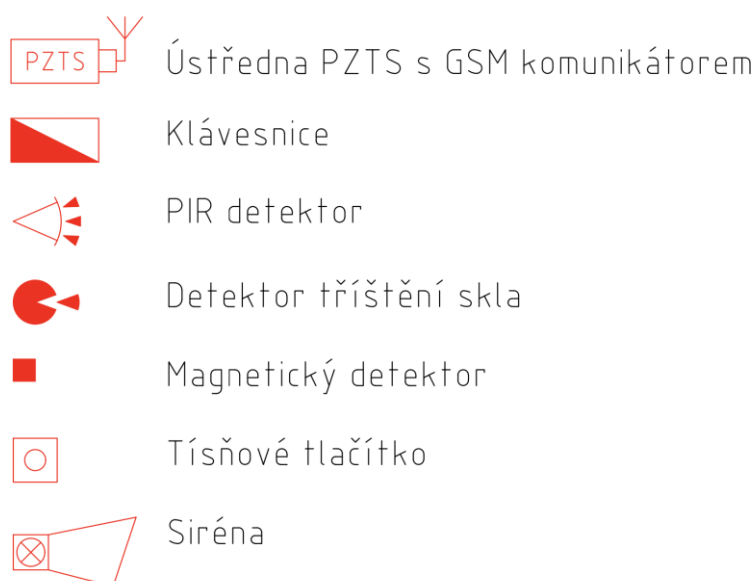 PZTS Ústředna PZTS s GSM komunikátorem
Klávesnice
PIR detektor
Detektor tříštění skla
Magnetický detektor
Tísňové tlačítko
Siréna